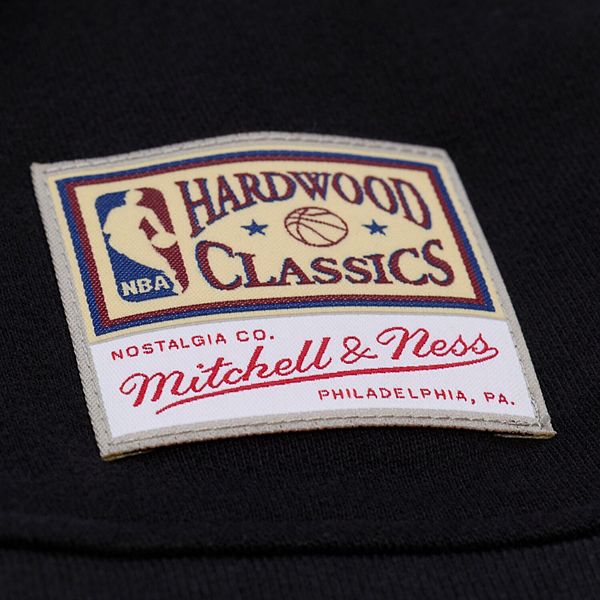 HARDWOOD
CLASSICS
NBA
NOSTALGIA CO.
Mitchell & Ness
PHILADELPHIA, PA.